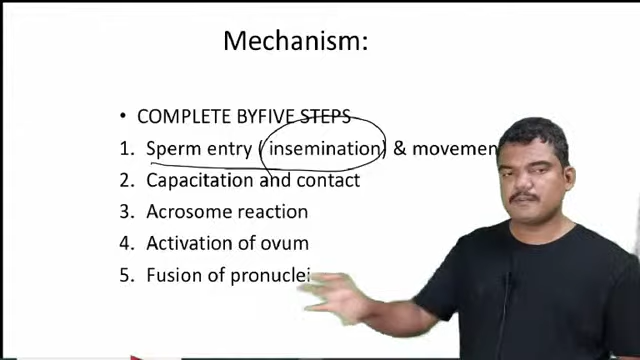 Mechanism:
• COMPLETE BYFIVE STEPS
1. Sperm entry ( insemination) & movemen
2. Capacitation and contact
3. Acrosome reaction
4. Activation of ovum
5. Fusion of pronuclei